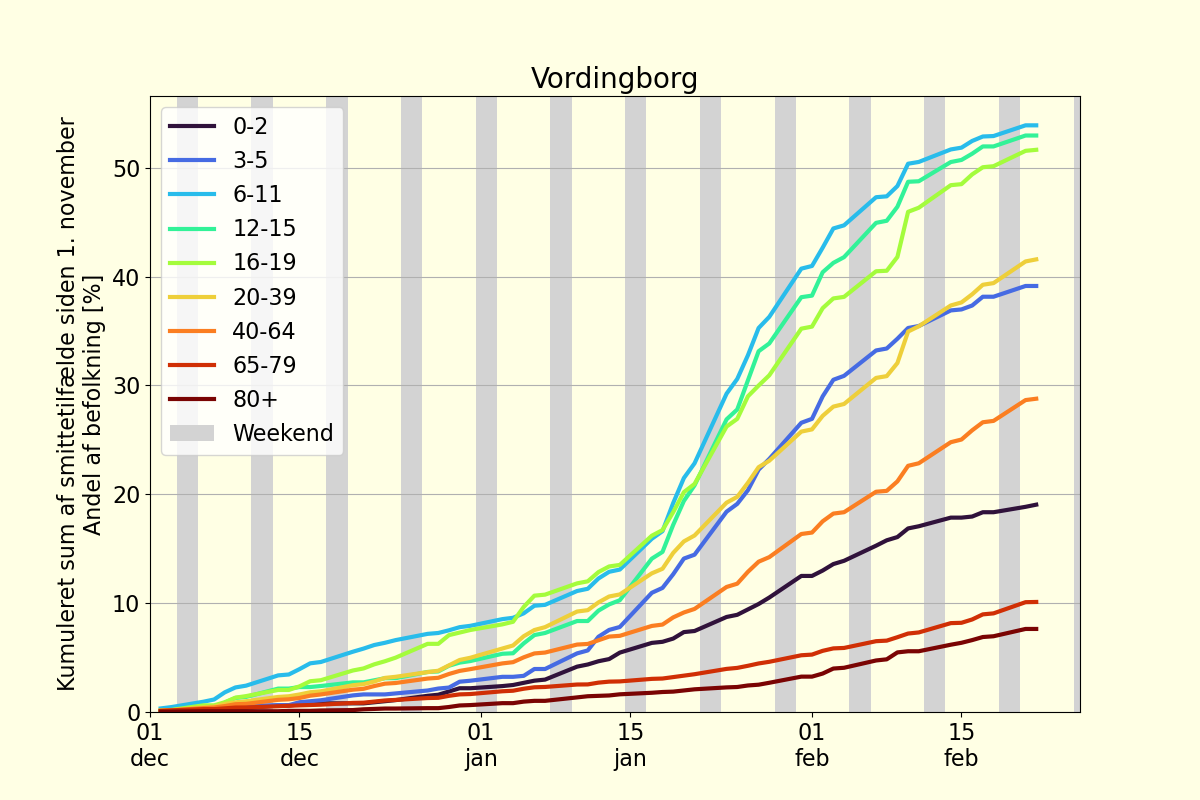 Vordingborg
Kumuleret sum af smittetilfælde siden 1. november
Andel af befolkning [%]
50
40
30
20
10
0
0-2
3-5
6-11
12-15
16-19
20-39
40-64
65-79
80+
Weekend
01 15 01 15 01 15
dec dec jan jan feb feb